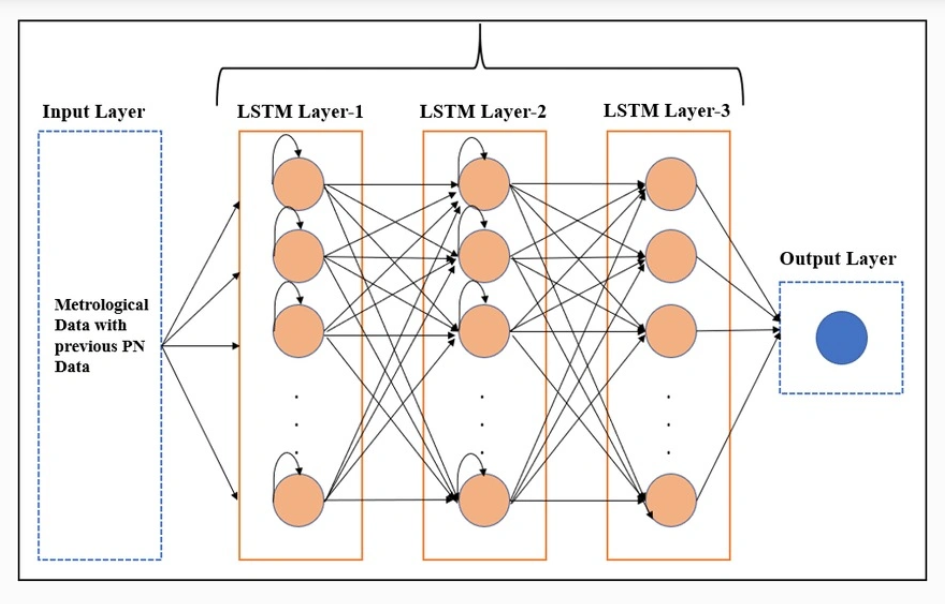 Input Layer
LSTM Layer-1
LSTM Layer-2
LSTM Layer-3
Metrological
Data with
previous PN
Data
Output Layer